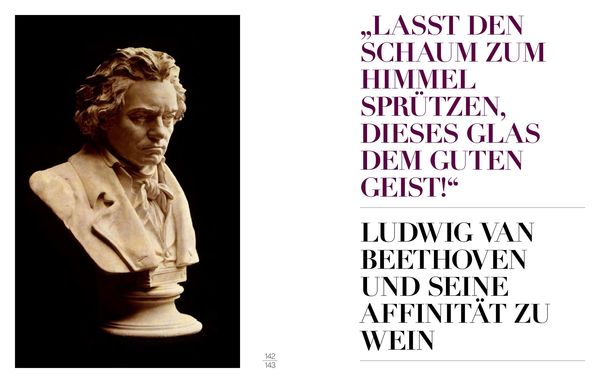 „LASST DEN
SCHAUM ZUM
HIMMEL
SPRÜTZEN,
DIESES GLAS
DEM GUTEN
GEIST!“
LUDWIG VAN
BEETHOVEN
UND SEINE
AFFINITÄT ZU
WEIN
142
143